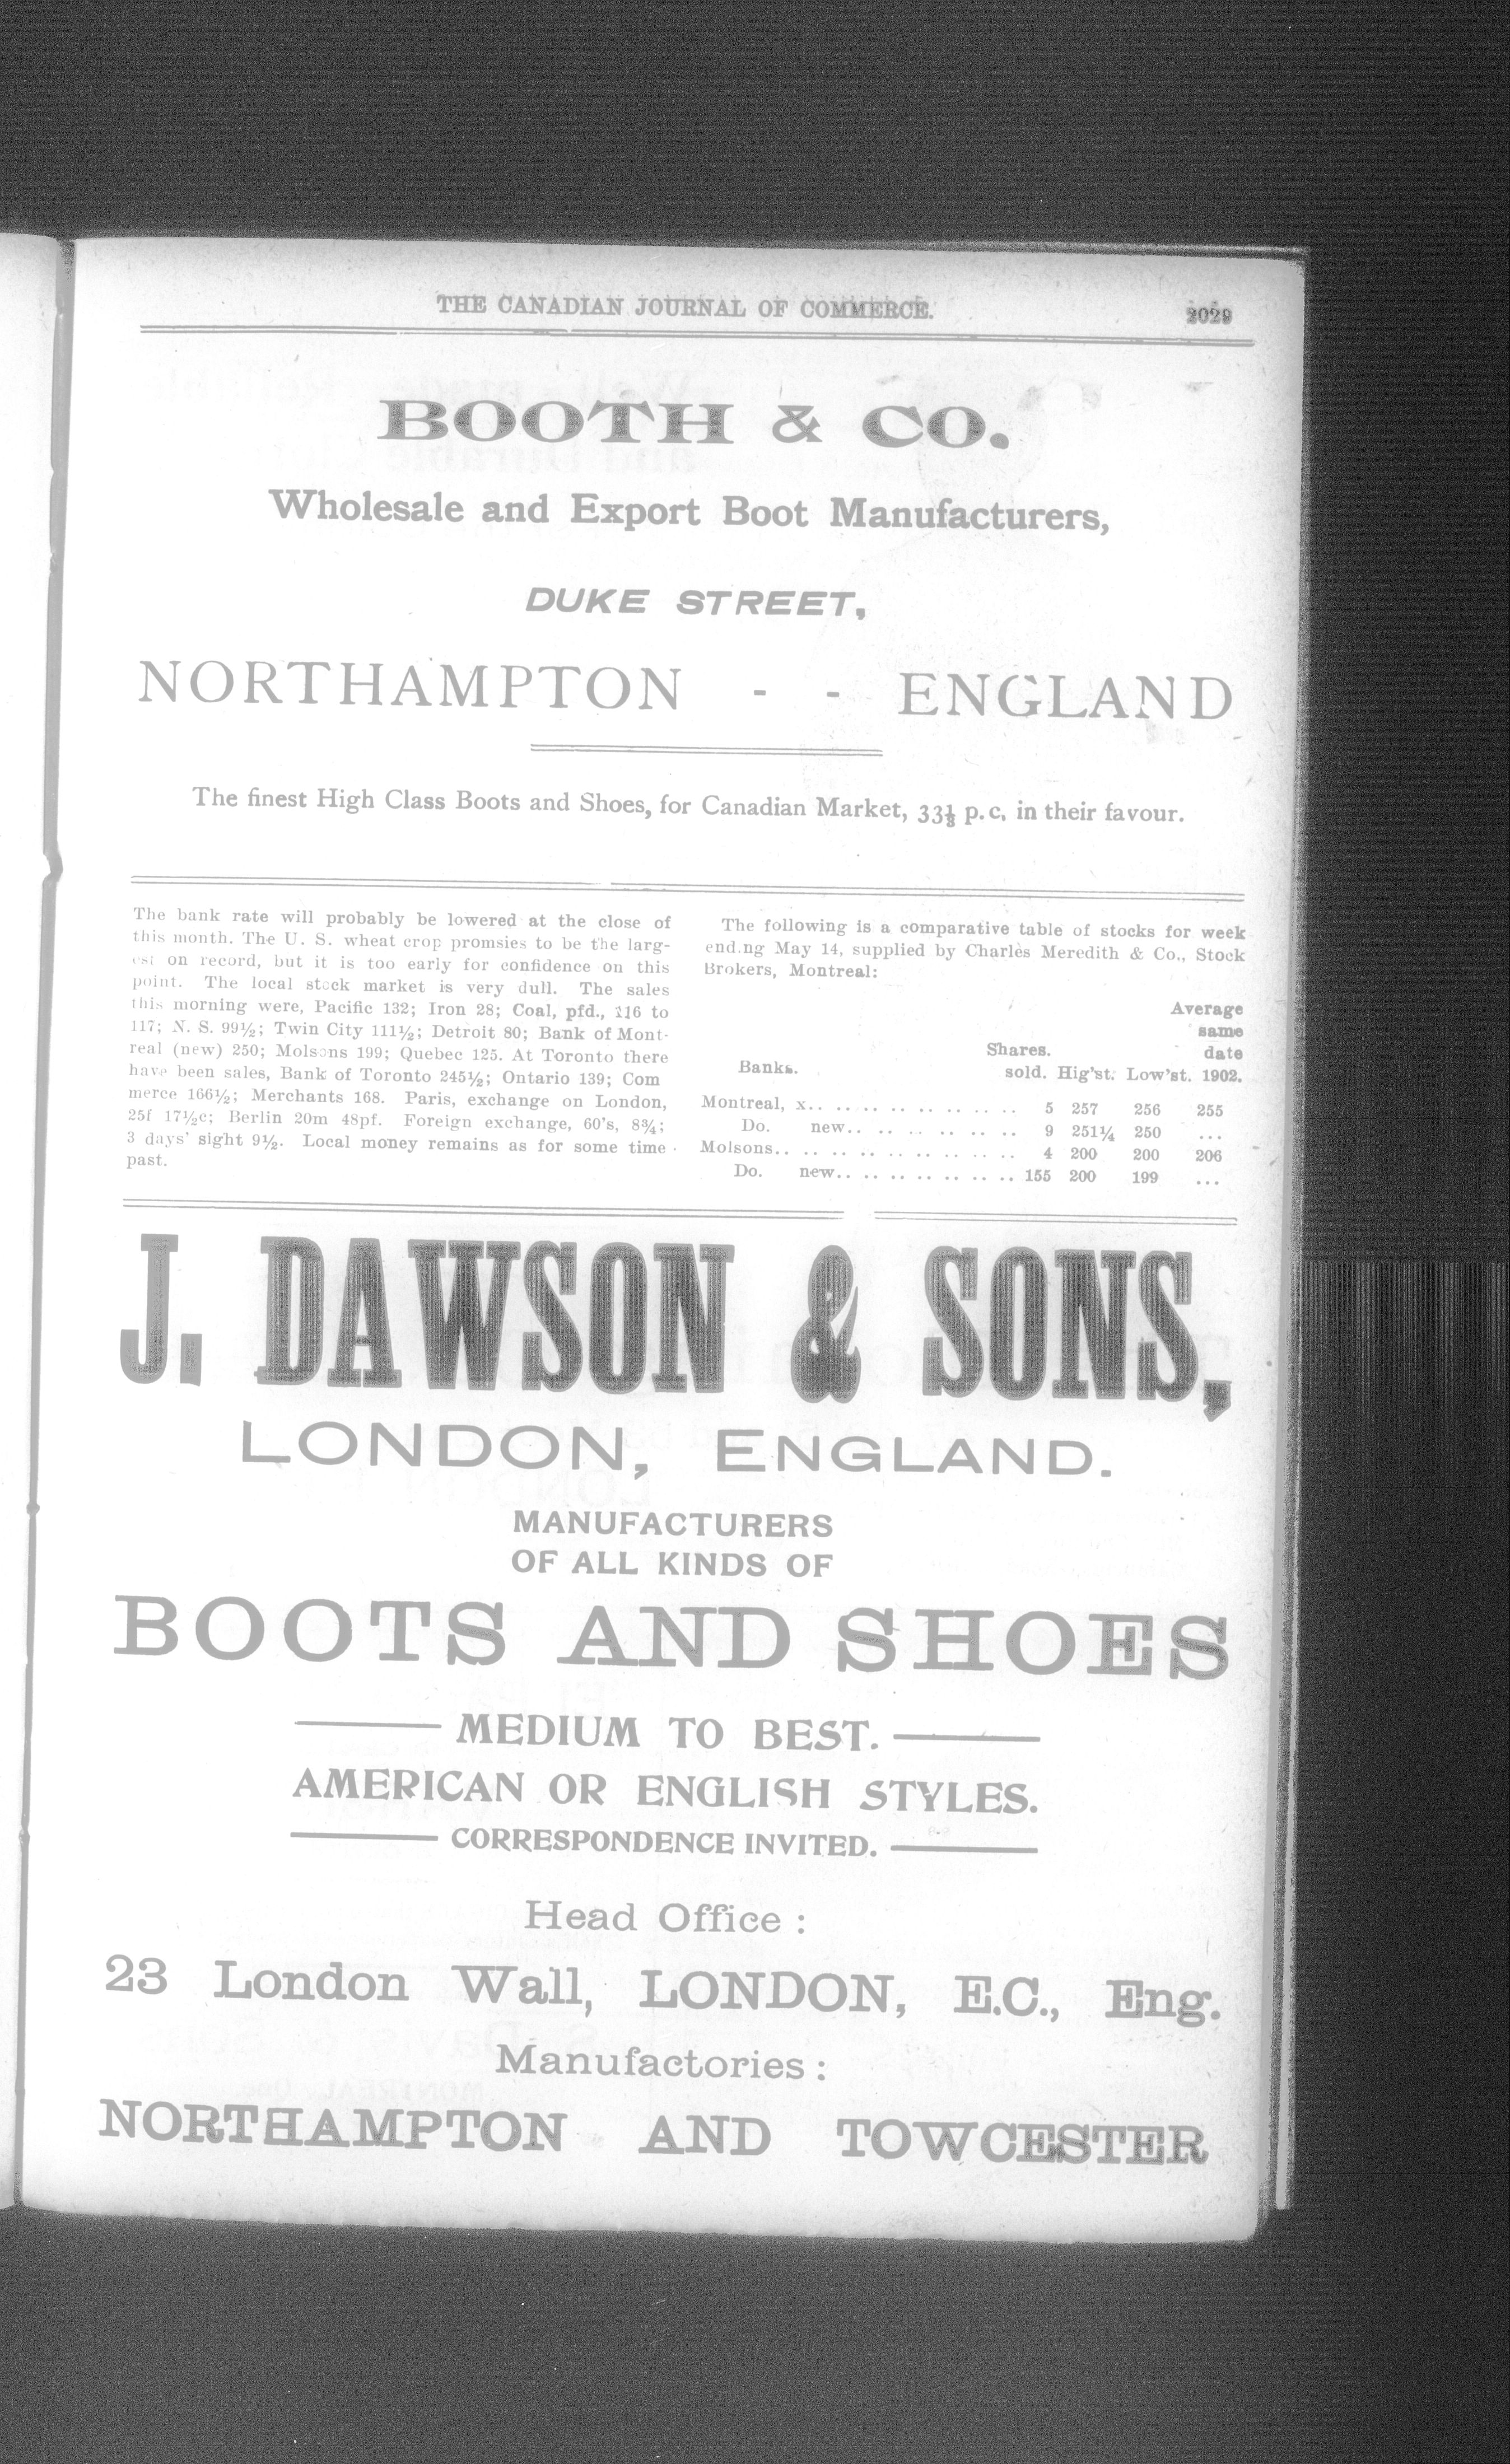 THE CANADIAN JOURNAL OF COMMERCE. 2029
BOOTH & CO.
Wholesale and Export Boot Manufacturers,
DUKE STREET,
NORTHAMPTON - - ENGLAND
The finest High Class Boots and Shoes, for Canadian Market, 33⅓ p.c. in their favour.
The bank rate will probably be lowered at the close of
this month. The U. S. wheat crop promsies to be the larg-
est on record, but it is too early for confidence on this
point. The local stock market is very dull. The sales
this morning were, Pacific 132; Iron 28; Coal, pfd., 116 to
117; N. S. 99½; Twin City 111½; Detroit 80; Bank of Mont-
real (new) 250; Molsons 199; Quebec 125. At Toronto there
have been sales, Bank of Toronto 245½; Ontario 139; Com
merce 166½; Merchants 168. Paris, exchange on London,
25f 17½c; Berlin 20m 48pf. Foreign exchange, 60's, 8¾;
3 days' sight 9½. Local money remains as for some time
past.
The following is a comparative table of stocks for week
end.ng May 14, supplied by Charles Meredith & Co., Stock
Brokers, Montreal:
Average
same
Shares. date
Banks. sold. Hig'st. Low'st. 1902.
Montreal, x.. .. .. .. .. .. .. .. .. 5 257 256 255
Do. new.. .. .. .. .. .. .. 9 251¼ 250 ...
Molsons.. .. .. .. .. .. .. .. .. .. 4 200 200 206
Do. new.. .. .. .. .. .. .. 155 200 199 ...
J. DAWSON & SONS,
LONDON, ENGLAND.
MANUFACTURERS
OF ALL KINDS OF
BOOTS AND SHOES
MEDIUM TO BEST.
AMERICAN OR ENGLISH STYLES.
CORRESPONDENCE INVITED.
Head Office :
23 London Wall, LONDON, E.C., Eng.
Manufactories :
NORTHAMPTON AND TOWCESTER